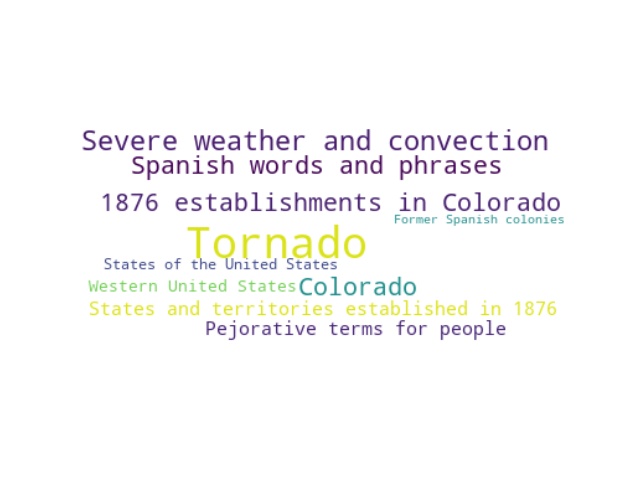 Severe weather and convection
Spanish words and phrases
1876 establishments in Colorado
Former Spanish colonies
Tornado
States of the United States
Western United States
Colorado
States and territories established in 1876
Pejorative terms for people